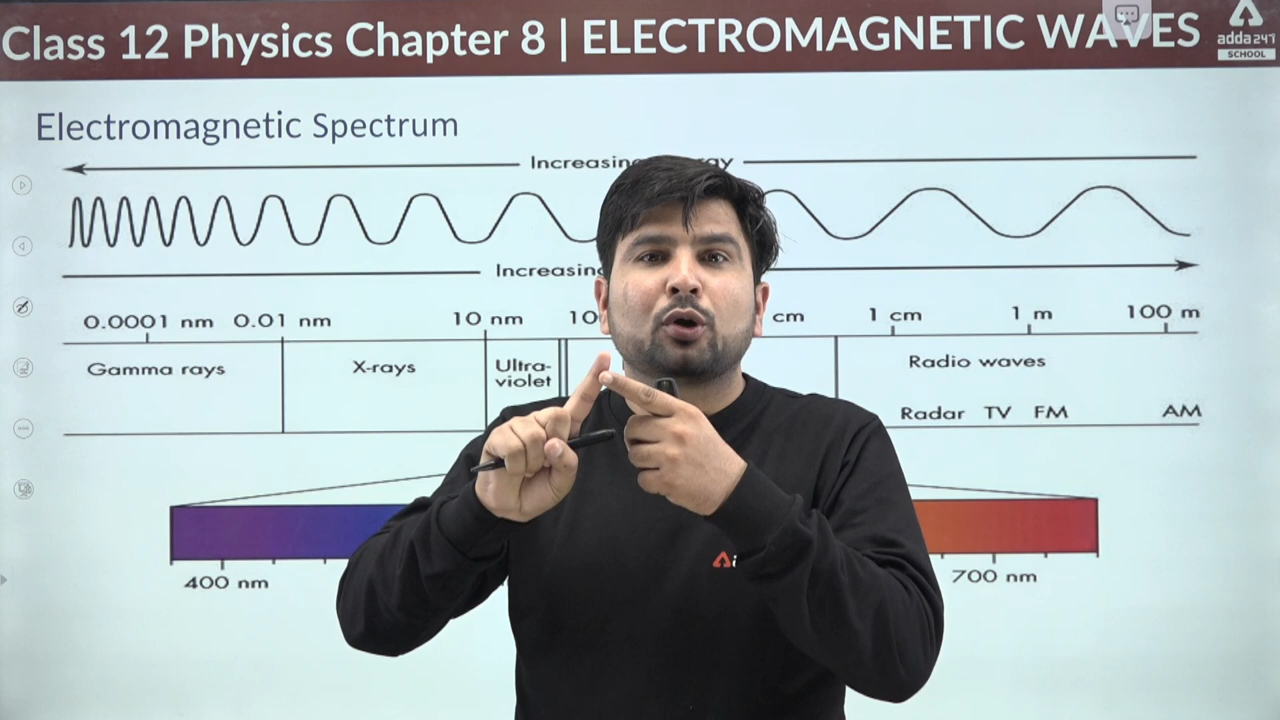 Class 12 Physics Chapter 8 | ELECTROMAGNETIC WAVES
adda247
SCHOOL
Electromagnetic Spectrum
Increasing
Increasing
0.0001 nm 0.01 nm 10 nm 10 cm 1 cm 1 m 100 m
Gamma rays X-rays Ultra-
violet Radio waves
Radar TV FM AM
400 nm 700 nm